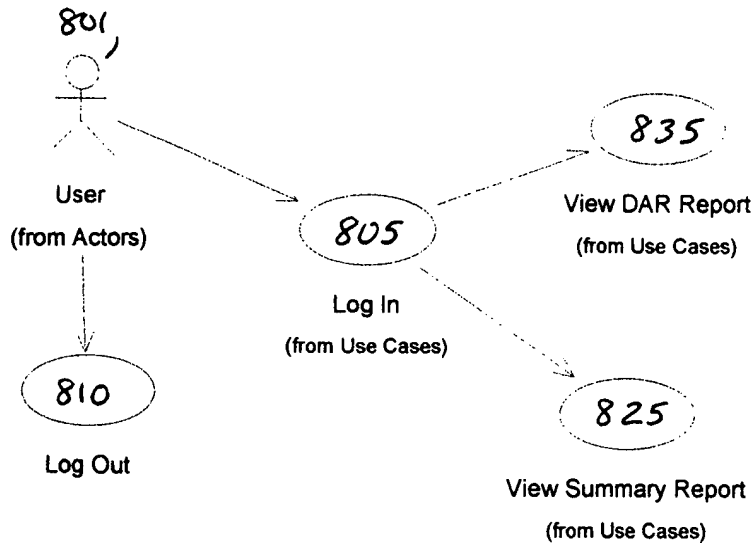 801,
835
User
(from Actors)
View DAR Report
(from Use Cases)
805
Log In
(from Use Cases)
810
Log Out
825
View Summary Report
(from Use Cases)